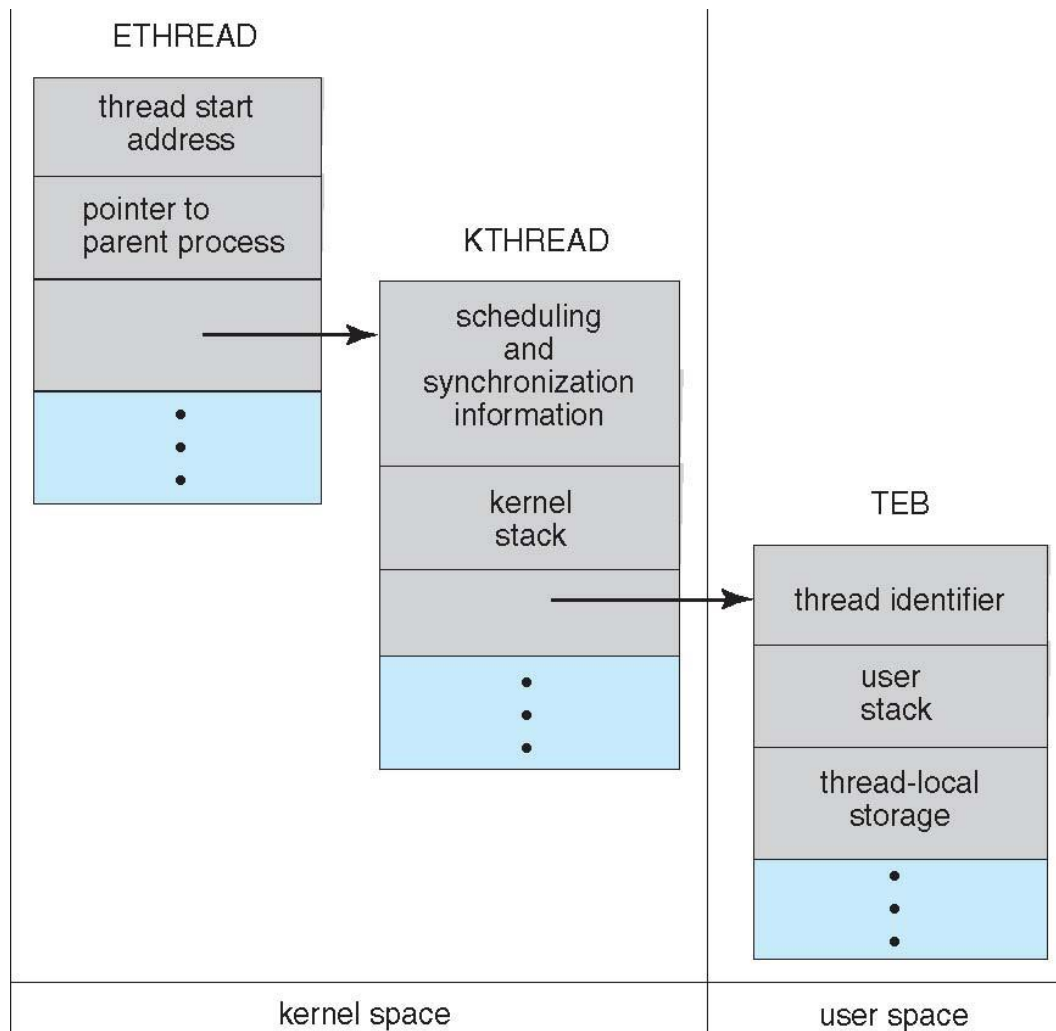 ETHREAD
thread start
address
pointer to
parent process
KTHREAD
scheduling
and
synchronization
information
kernel
stack
TEB
thread identifier
user
stack
thread-local
storage
kernel space
user space